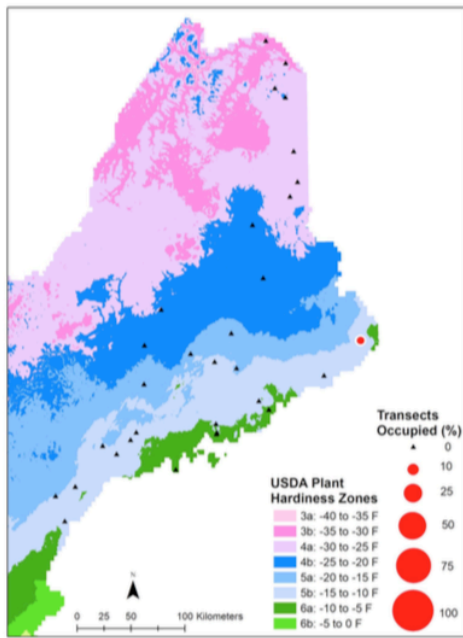 Transects
Occupied (%)
0
10
25
50
75
100
USDA Plant
Hardiness Zones
3a: -40 to -35 F
3b: -35 to -30 F
4a: -30 to -25 F
4b: -25 to -20 F
5a: -20 to -15 F
5b: -15 to -10 F
6a: -10 to -5 F
6b: -5 to 0 F
N
0 25 50 100 Kilometers